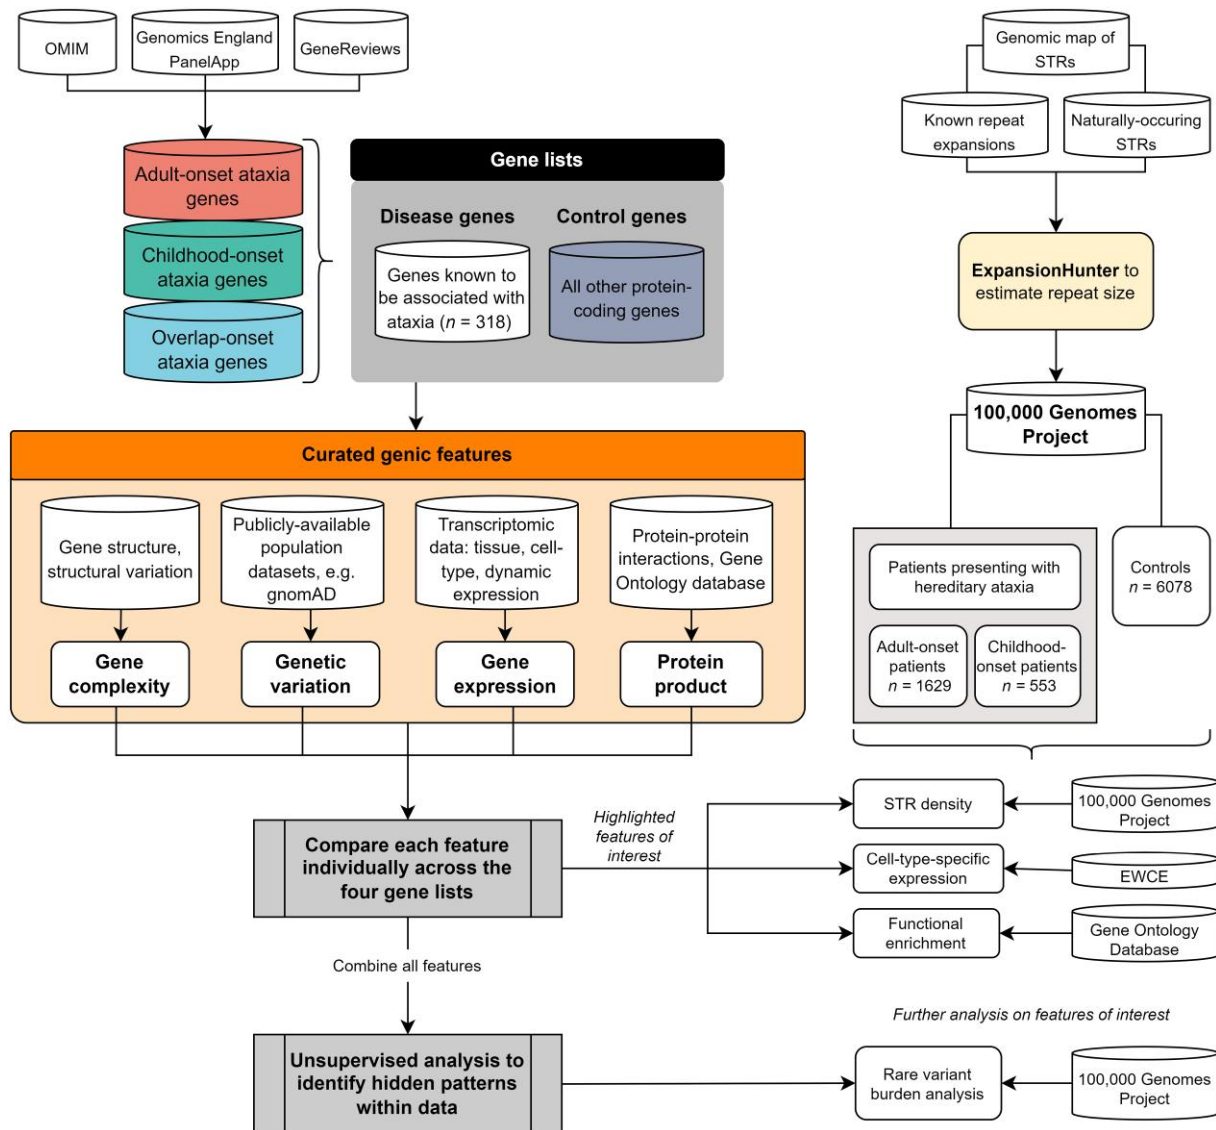 OMIM
Genomics England
PanelApp
GeneReviews
Adult-onset ataxia
genes
Childhood-onset
ataxia genes
Overlap-onset
ataxia genes
Gene lists
Disease genes
Genes known to
be associated with
ataxia (n = 318)
Control genes
All other protein-
coding genes
Curated genic features
Gene structure,
structural variation
Publicly-available
population
datasets, e.g.
gnomAD
Transcriptomic
data: tissue, cell-
type, dynamic
expression
Protein-protein
interactions, Gene
Ontology database
Gene
complexity
Genetic
variation
Gene
expression
Protein
product
Compare each feature
individually across the
four gene lists
Highlighted
features of
interest
Combine all features
Unsupervised analysis to
identify hidden patterns
within data
Genomic map of
STRs
Known repeat
expansions
Naturally-occuring
STRs
ExpansionHunter to
estimate repeat size
100,000 Genomes
Project
Patients presenting with
hereditary ataxia
Adult-onset
patients
n = 1629
Childhood-
onset patients
n = 553
Controls
n = 6078
STR density
100,000 Genomes
Project
Cell-type-specific
expression
EWCE
Functional
enrichment
Gene Ontology
Database
Further analysis on features of interest
Rare variant
burden analysis
100,000 Genomes
Project